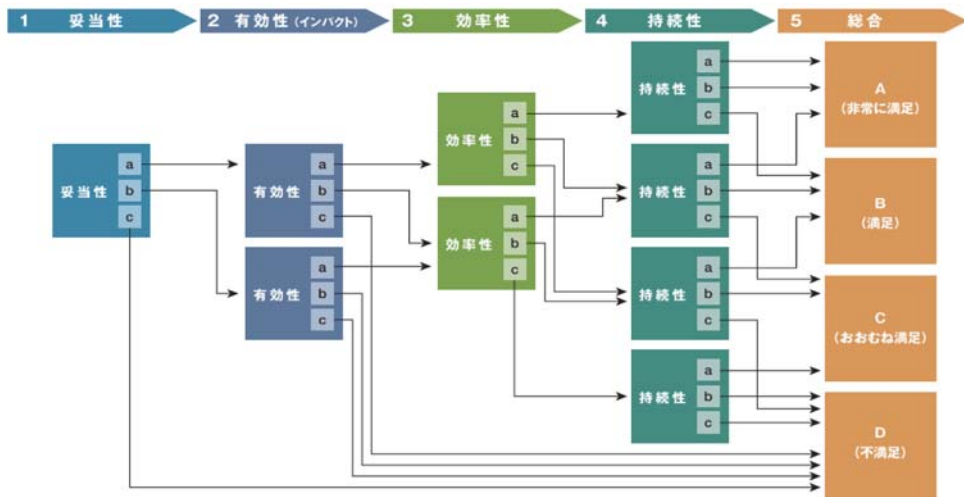 1 妥当性
2 有効性（インパクト）
3 効率性
4 持続性
5 総合
妥当性
a
b
c
有効性
a
b
c
有効性
a
b
c
効率性
a
b
c
効率性
a
b
c
持続性
a
b
c
持続性
a
b
c
持続性
a
b
c
持続性
a
b
c
A
（非常に満足）
B
（満足）
C
（おおむね満足）
D
（不満足）